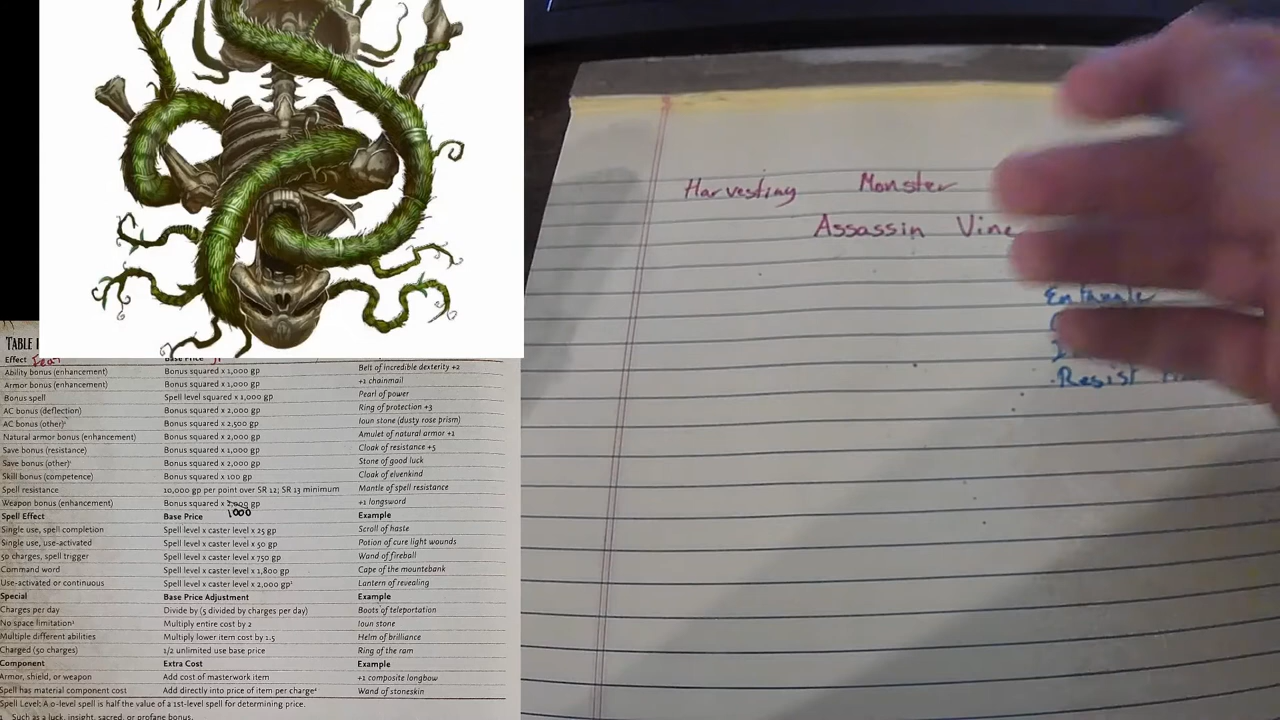 TABLE
Effect Base Price
Ability bonus (enhancement) Bonus squared x 1,000 gp Belt of incredible dexterity +2
Armor bonus (enhancement) Bonus squared x 1,000 gp +1 chainmail
Bonus spell Spell level squared x 1,000 gp Pearl of power
AC bonus (deflection) Bonus squared x 2,000 gp Ring of protection +3
AC bonus (other) Bonus squared x 2,500 gp Ioun stone (dusty rose prism)
Natural armor bonus (enhancement) Bonus squared x 2,000 gp Amulet of natural armor +1
Save bonus (resistance) Bonus squared x 1,000 gp Cloak of resistance +5
Save bonus (other) Bonus squared x 2,000 gp Stone of good luck
Skill bonus (competence) Bonus squared x 100 gp Cloak of elvenkind
Spell resistance 10,000 gp per point over SR 12; SR 13 minimum Mantle of spell resistance
Weapon bonus (enhancement) Bonus squared x 2,000 gp +1 longsword
1000
Spell Effect Base Price Example
Single use, spell completion Spell level x caster level x 25 gp Scroll of haste
Single use, use-activated Spell level x caster level x 50 gp Potion of cure light wounds
50 charges, spell trigger Spell level x caster level x 750 gp Wand of fireball
Command word Spell level x caster level x 1,800 gp Cape of the mountebank
Use-activated or continuous Spell level x caster level x 2,000 gp² Lantern of revealing
Special Base Price Adjustment Example
Charges per day Divide by (5 divided by charges per day) Boots of teleportation
No space limitation³ Multiply entire cost by 2 Ioun stone
Multiple different abilities Multiply lower item cost by 1.5 Helm of brilliance
Charged (50 charges) 1/2 unlimited use base price Ring of the ram
Component Extra Cost Example
Armor, shield, or weapon Add cost of masterwork item +1 composite longbow
Spell has material component cost Add directly into price of item per charge⁴ Wand of stoneskin
Spell Level: A 0-level spell is half the value of a 1st-level spell for determining price.
1 Such as a luck, insight, sacred, or profane bonus.
Harvesting Monster
Assassin Vine
Entangle
Resist